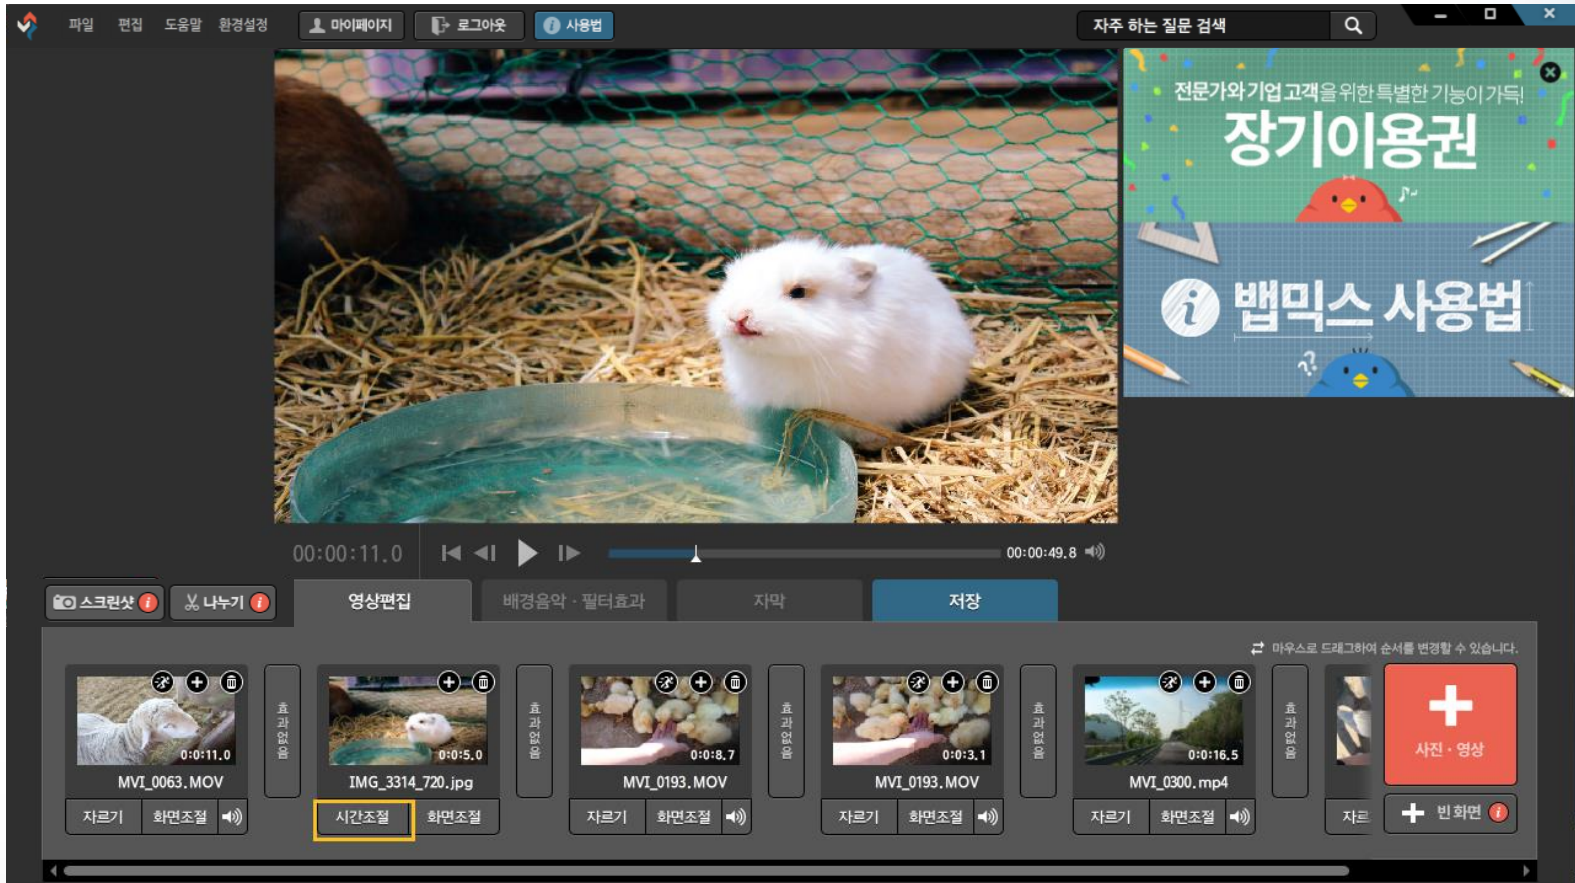 파일 편집 도움말 환경설정 마이페이지 로그아웃 i 사용법 자주 하는 질문 검색
전문가와 기업 고객을 위한 특별한 기능이 가득!
장기이용권
i 뱁믹스 사용법
??
00:00:11.0 00:00:49.8
스크린샷 i 나누기 i 영상편집 배경음악 · 필터효과 자막 저장
마우스로 드래그하여 순서를 변경할 수 있습니다.
0:0:11.0 효과없음 0:0:5.0 효과없음 0:0:8.7 효과없음 0:0:3.1 효과없음 0:0:16.5 효과없음 사진 · 영상
MVI_0063.MOV IMG_3314_720.jpg MVI_0193.MOV MVI_0193.MOV MVI_0300.mp4
자르기 화면조절 시간조절 화면조절 자르기 화면조절 자르기 화면조절 자르기 화면조절 자르 빈화면 i